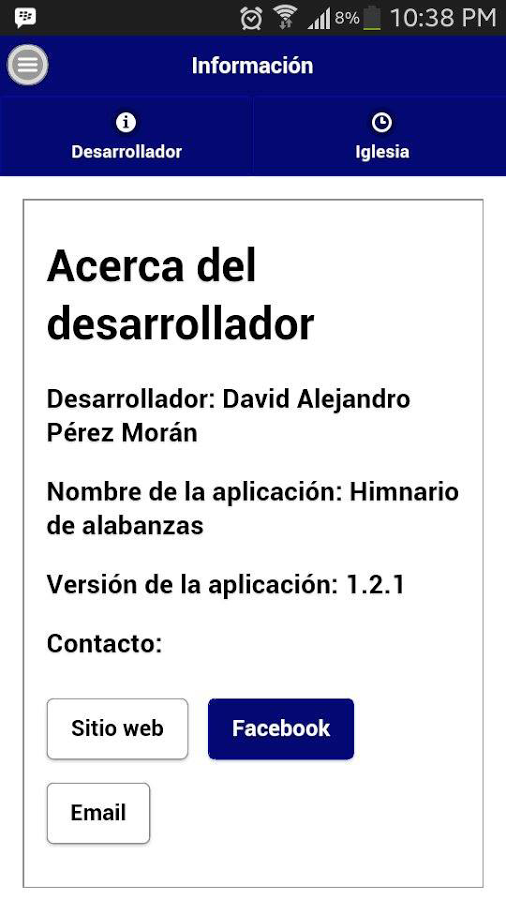 8% 10:38 PM
Información
Desarrollador
Iglesia
Acerca del
desarrollador
Desarrollador: David Alejandro
Pérez Morán
Nombre de la aplicación: Himnario
de alabanzas
Versión de la aplicación: 1.2.1
Contacto:
Sitio web
Facebook
Email